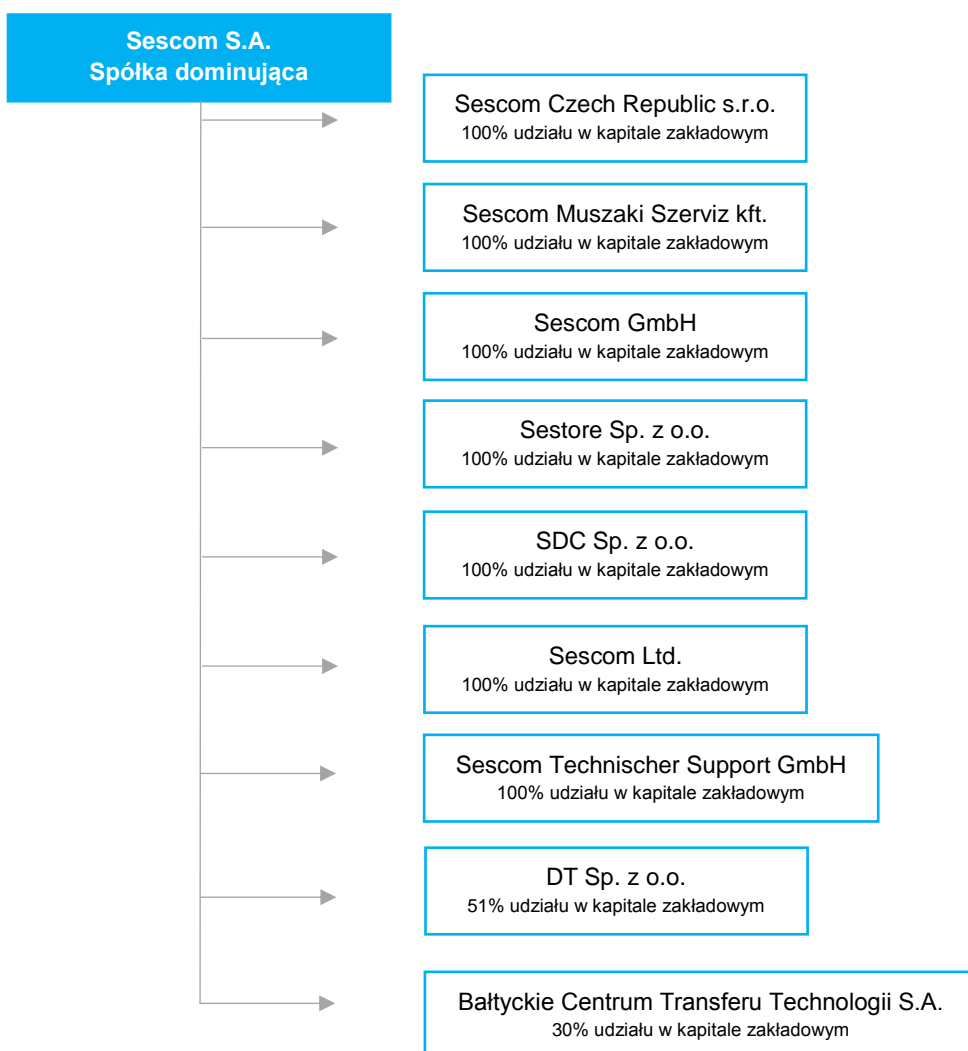 Sescom S.A.
Spółka dominująca
Sescom Czech Republic s.r.o.
100% udziału w kapitale zakładowym
Sescom Muszaki Szerviz kft.
100% udziału w kapitale zakładowym
Sescom GmbH
100% udziału w kapitale zakładowym
Sestore Sp. z o.o.
100% udziału w kapitale zakładowym
SDC Sp. z o.o.
100% udziału w kapitale zakładowym
Sescom Ltd.
100% udziału w kapitale zakładowym
Sescom Technischer Support GmbH
100% udziału w kapitale zakładowym
DT Sp. z o.o.
51% udziału w kapitale zakładowym
Bałtyckie Centrum Transferu Technologii S.A.
30% udziału w kapitale zakładowym